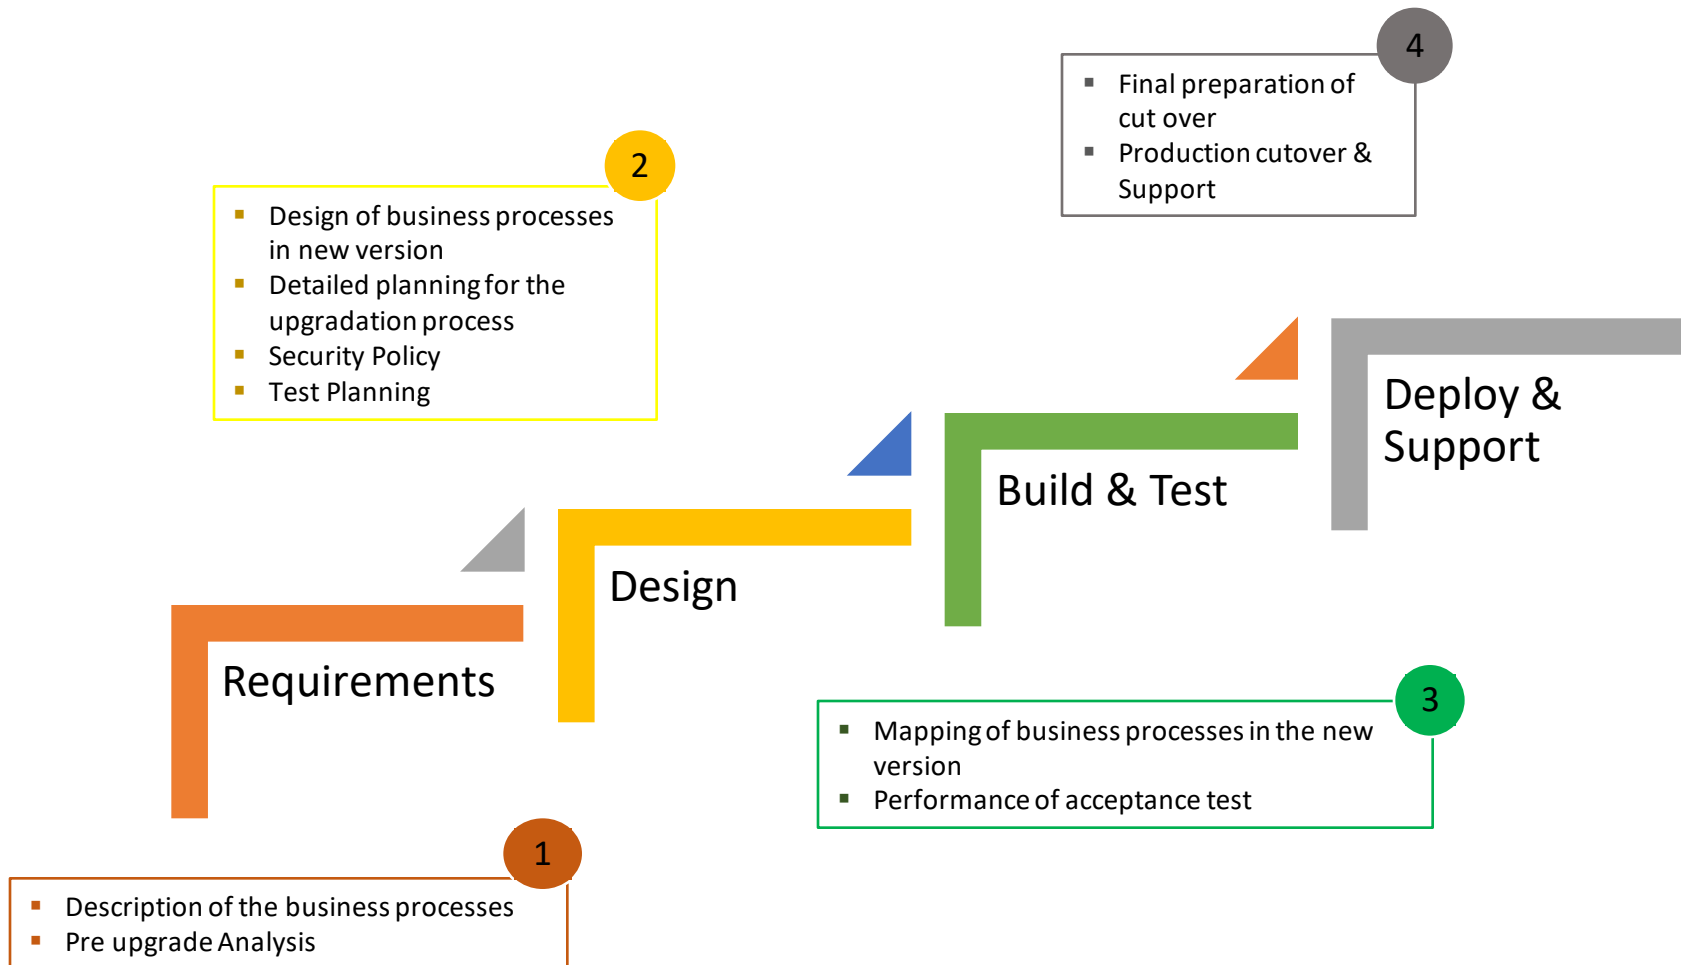 4
Final preparation of
cut over
Production cutover &
Support
2
Design of business processes
in new version
Detailed planning for the
upgradation process
Security Policy
Test Planning
Deploy &
Support
Build & Test
Design
Requirements
3
Mapping of business processes in the new
version
Performance of acceptance test
1
Description of the business processes
Pre upgrade Analysis